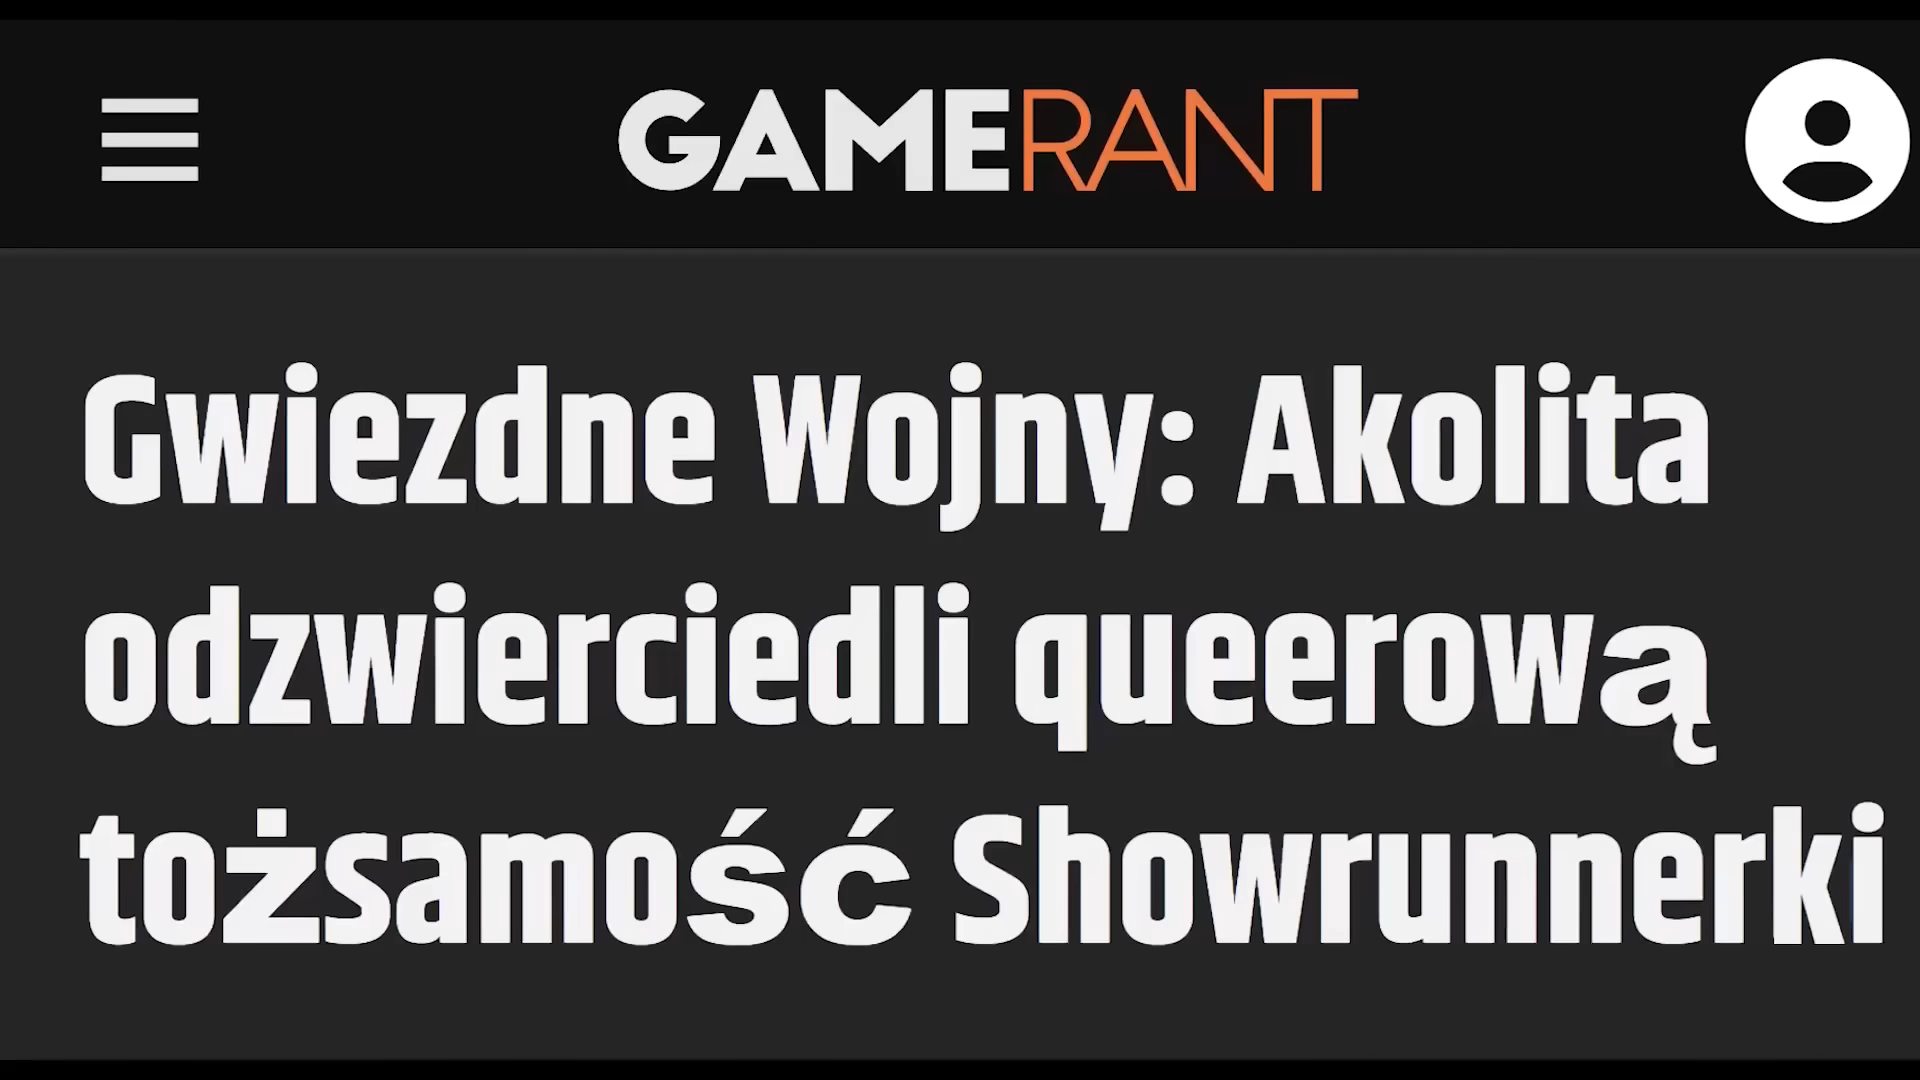 GAMERANT
Gwiezdne Wojny: Akolita
odzwierciedli queerową
tożsamość Showrunnerki